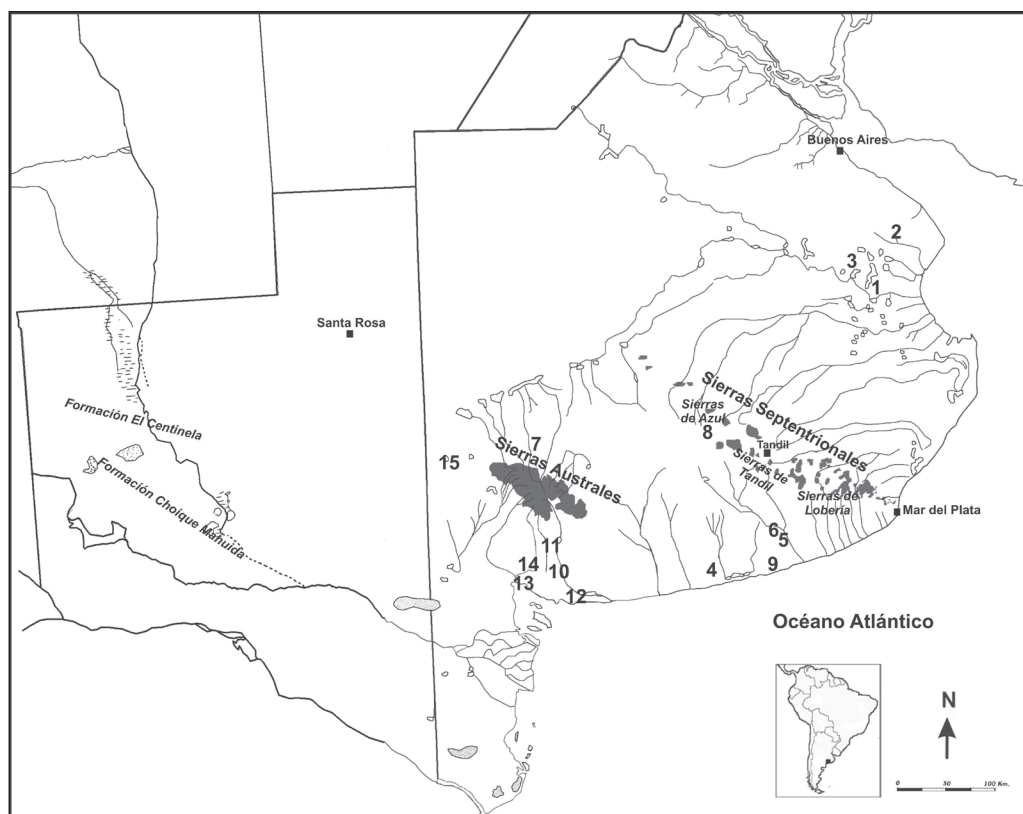 Buenos Aires
2
3
1
Santa Rosa
Sierras Septentrionales
Sierras
de Azul
8
Formación El Centinela
7
Tandil
Sierras de
Tandil
15
Sierras Australes
Formación Choique Mahuida
Sierras de
Lobería
Mar del Plata
6
5
11
14
10
4
9
13
12
Océano Atlántico
N
0 50 100 Km.